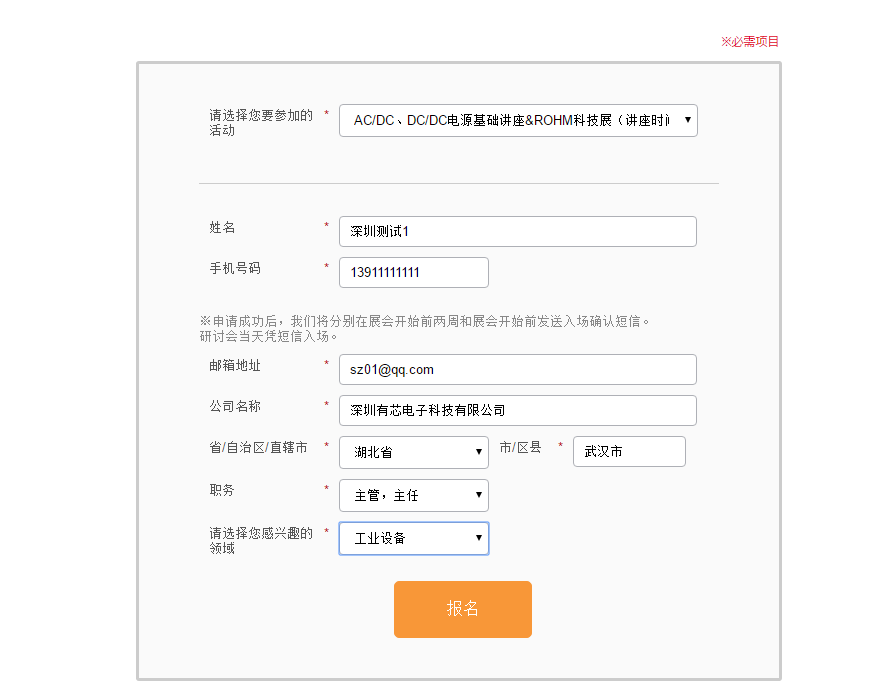 ※必需项目
请选择您要参加的
活动
*
AC/DC、DC/DC电源基础讲座&ROHM科技展（讲座时
姓名 * 深圳测试1
手机号码 * 13911111111
※申请成功后，我们将分别在展会开始前两周和展会开始前发送入场确认短信。
研讨会当天凭短信入场。
邮箱地址 * sz01@qq.com
公司名称 * 深圳有芯电子科技有限公司
省/自治区/直辖市 * 湖北省 市/区县 * 武汉市
职务 * 主管，主任
请选择您感兴趣的
领域
*
工业设备
报名